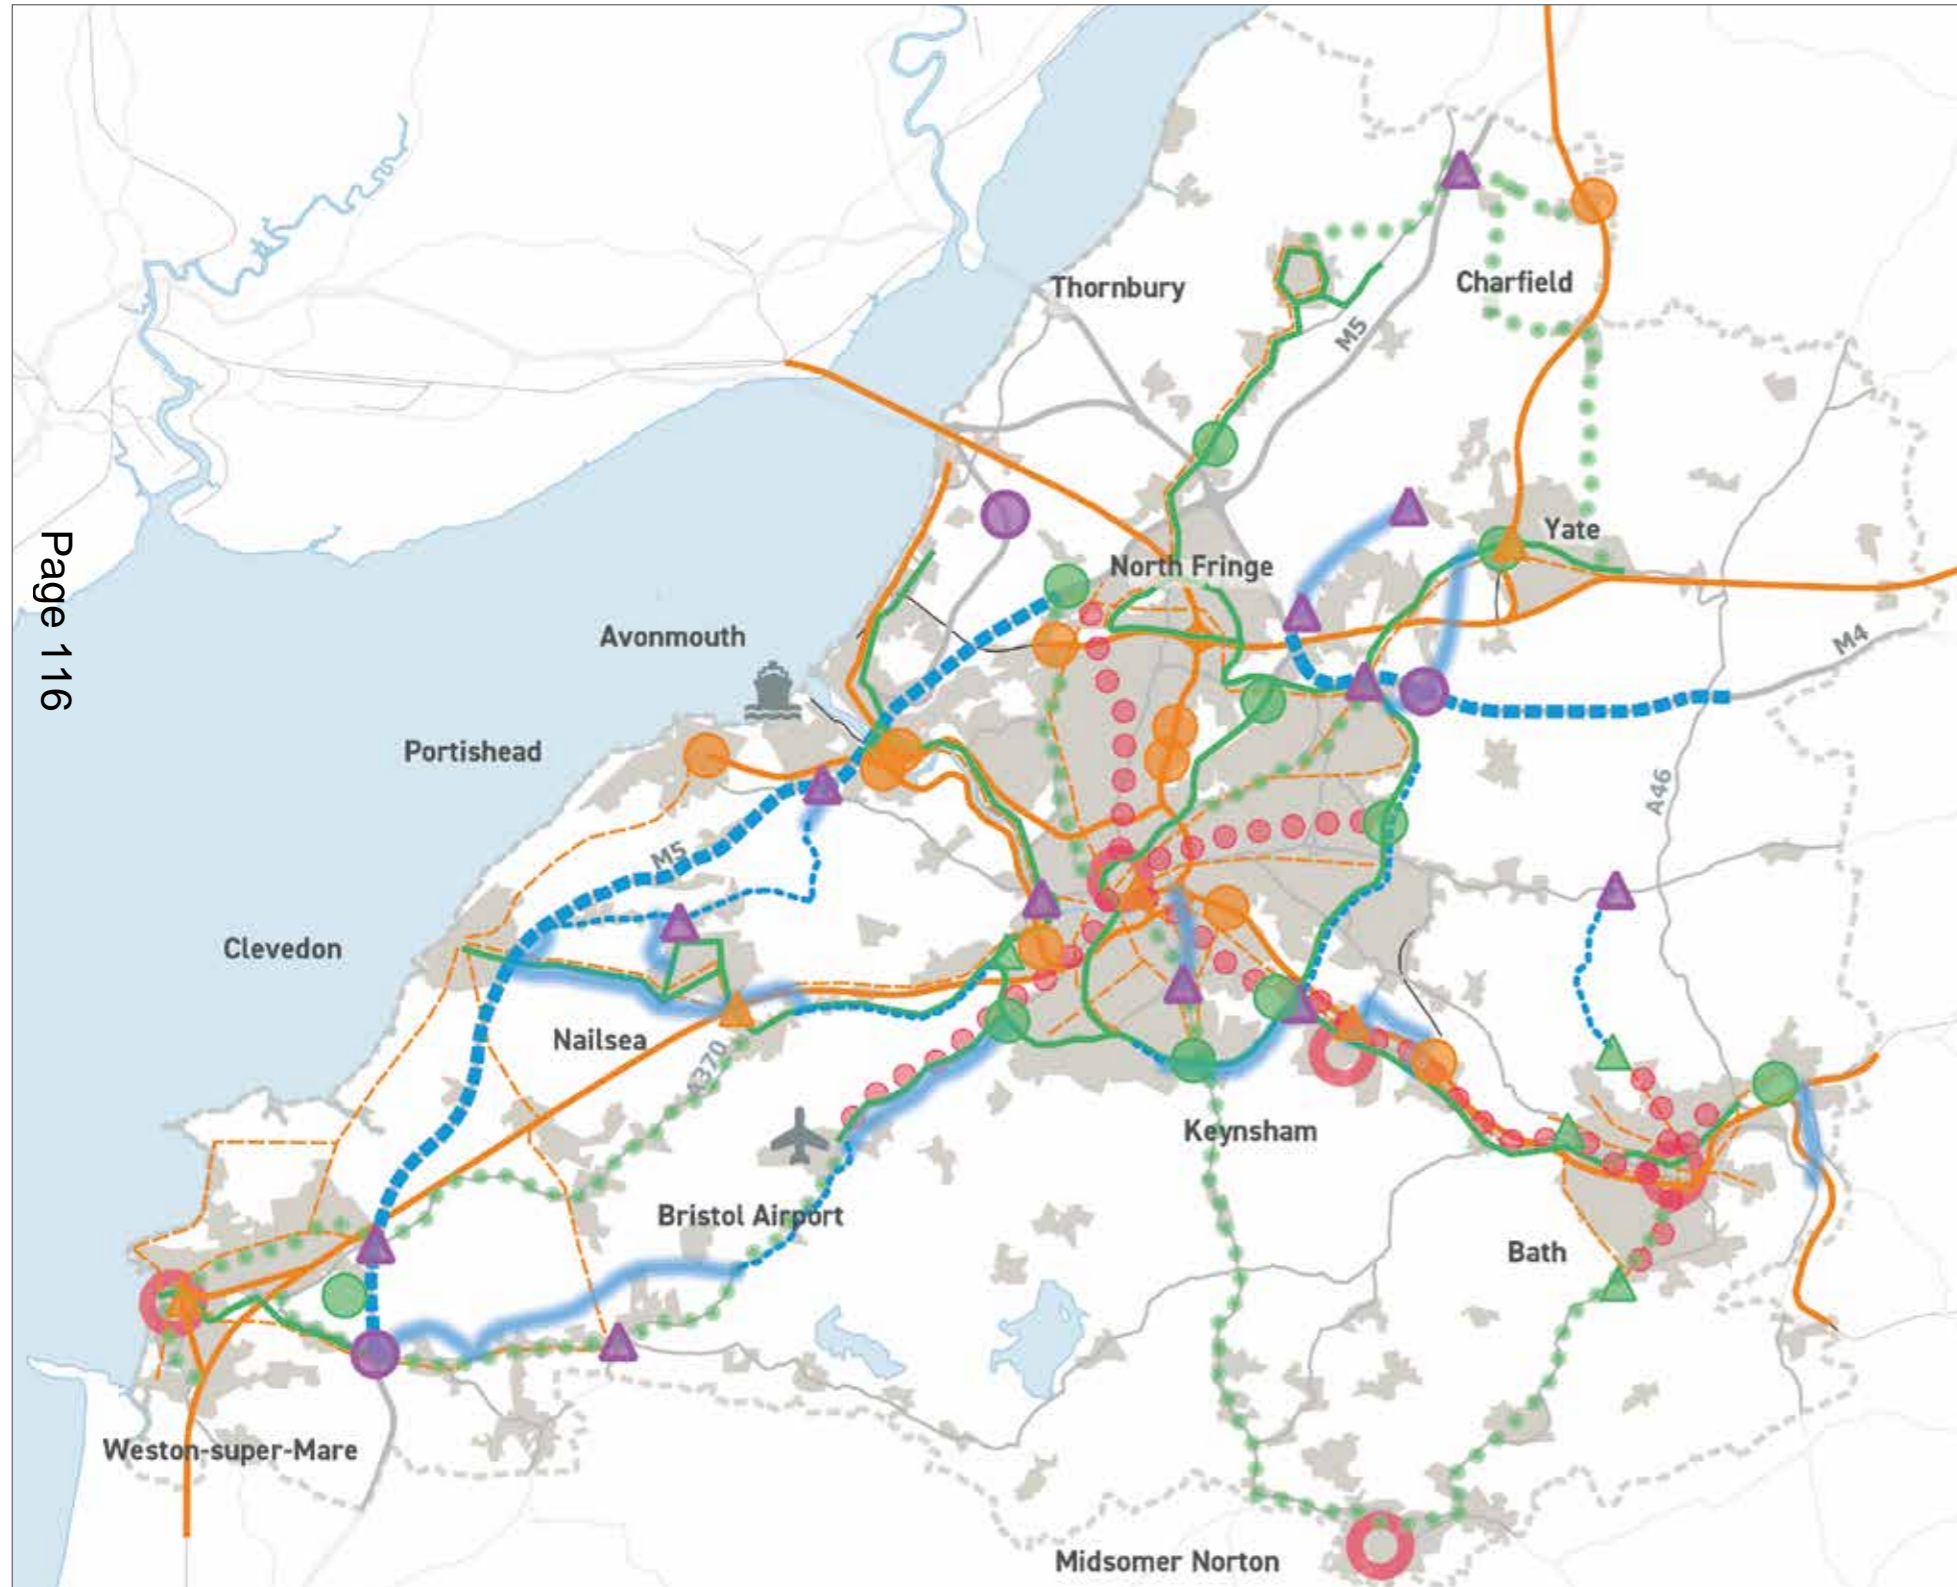 Thornbury
Charfield
M5
Yate
North Fringe
Avonmouth
M4
Portishead
A46
M5
Clevedon
Nailsea
A370
Keynsham
Bristol Airport
Bath
Weston-super-Mare
Midsomer Norton
Page 116